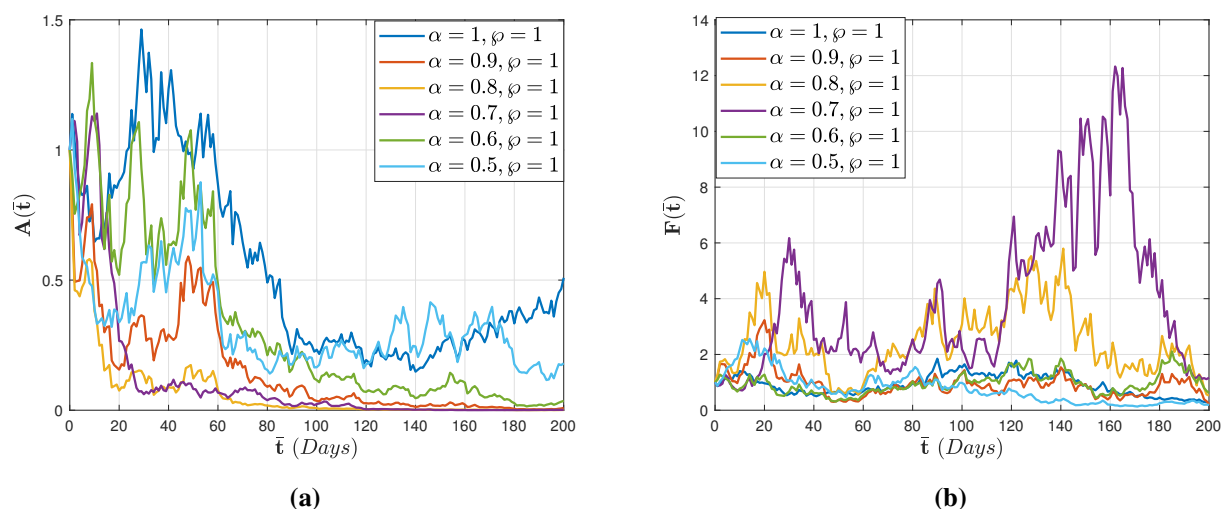 1.5
1
0.5
0
A(t̄)
0 20 40 60 80 100 120 140 160 180 200
t̄ (Days)
α = 1, ℘ = 1
α = 0.9, ℘ = 1
α = 0.8, ℘ = 1
α = 0.7, ℘ = 1
α = 0.6, ℘ = 1
α = 0.5, ℘ = 1
(a)
14
12
10
8
6
4
2
0
F(t̄)
0 20 40 60 80 100 120 140 160 180 200
t̄ (Days)
α = 1, ℘ = 1
α = 0.9, ℘ = 1
α = 0.8, ℘ = 1
α = 0.7, ℘ = 1
α = 0.6, ℘ = 1
α = 0.5, ℘ = 1
(b)